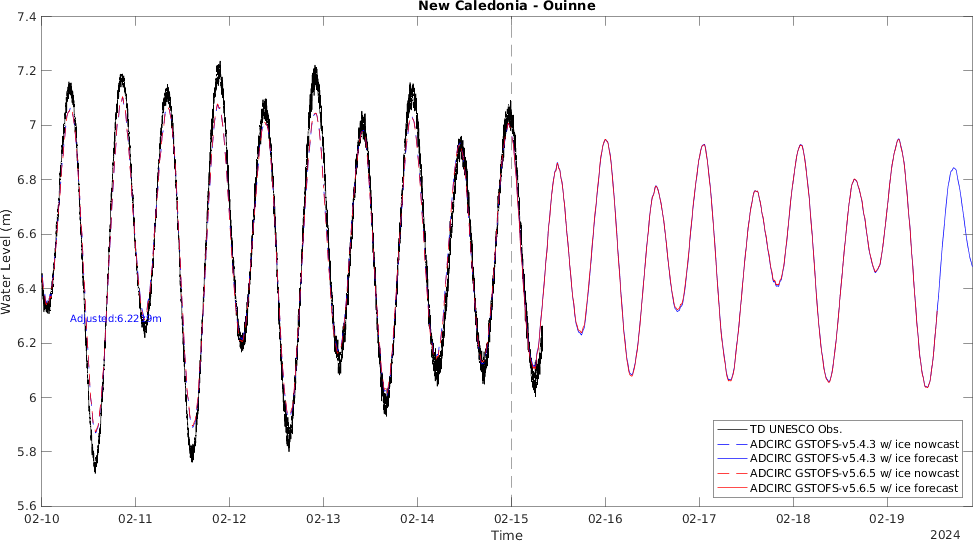 New Caledonia - Ouinne
7.4
7.2
7
6.8
6.6
6.4
6.2
6
5.8
5.6
Water Level (m)
TD UNESCO Obs.
ADCIRC GSTOFS-v5.4.3 w/ ice nowcast
ADCIRC GSTOFS-v5.4.3 w/ ice forecast
ADCIRC GSTOFS-v5.6.5 w/ ice nowcast
ADCIRC GSTOFS-v5.6.5 w/ ice forecast
02-10 02-11 02-12 02-13 02-14 02-15 02-16 02-17 02-18 02-19
Time
2024